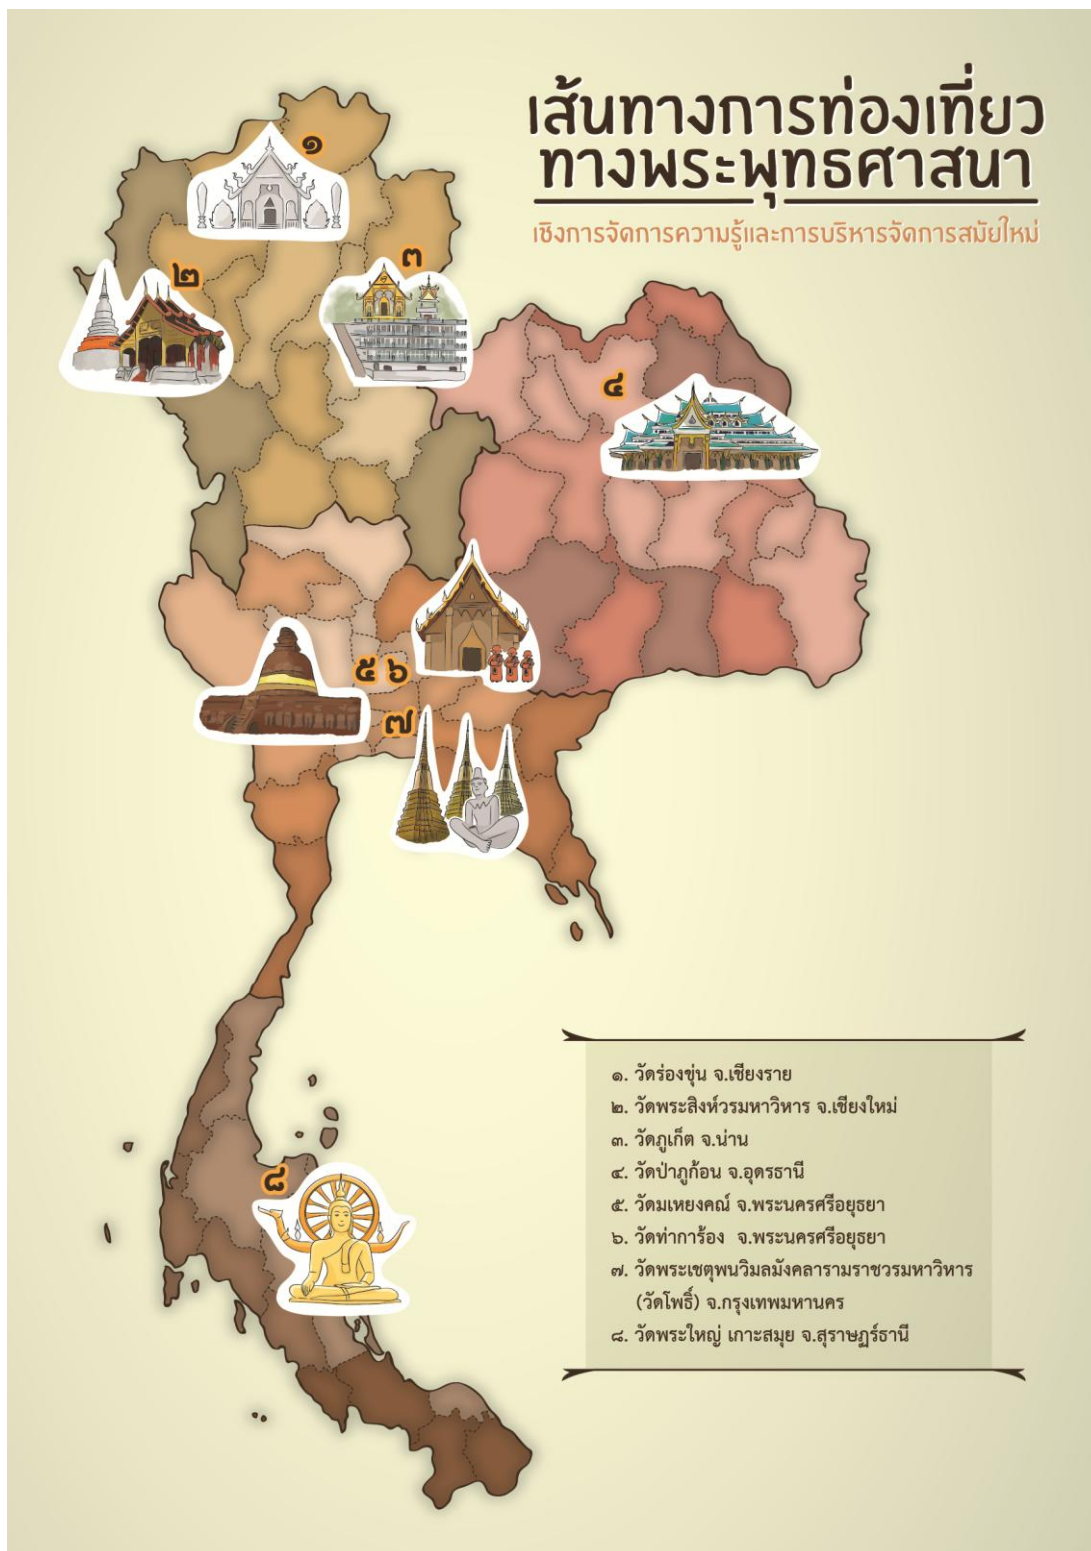 เส้นทางการท่องเที่ยว
ทางพระพุทธศาสนา
เชิงการจัดการความรู้และการบริหารจัดการสมัยใหม่
๑
๒
๓
๔
๕ ๖
๗
๘
๑. วัดร่องขุ่น จ.เชียงราย
๒. วัดพระสิงห์วรมหาวิหาร จ.เชียงใหม่
๓. วัดภูเก็ต จ.น่าน
๔. วัดป่าภูก้อน จ.อุดรธานี
๕. วัดมเหยงคณ์ จ.พระนครศรีอยุธยา
๖. วัดท่าการ้อง จ.พระนครศรีอยุธยา
๗. วัดพระเชตุพนวิมลมังคลารามราชวรมหาวิหาร
(วัดโพธิ์) จ.กรุงเทพมหานคร
๘. วัดพระใหญ่ เกาะสมุย จ.สุราษฎร์ธานี